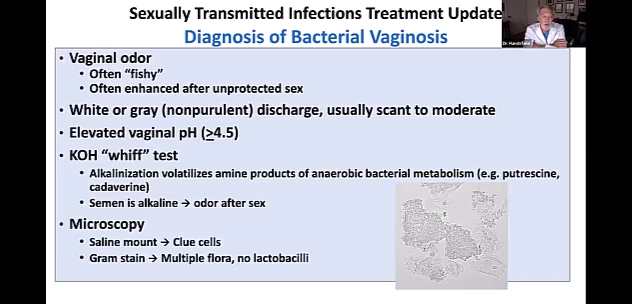 Sexually Transmitted Infections Treatment Update
Diagnosis of Bacterial Vaginosis
Dr. Handsfield
• Vaginal odor
• Often “fishy”
• Often enhanced after unprotected sex
• White or gray (nonpurulent) discharge, usually scant to moderate
• Elevated vaginal pH (≥4.5)
• KOH “whiff” test
• Alkalinization volatilizes amine products of anaerobic bacterial metabolism (e.g. putrescine,
cadaverine)
• Semen is alkaline → odor after sex
• Microscopy
• Saline mount → Clue cells
• Gram stain → Multiple flora, no lactobacilli